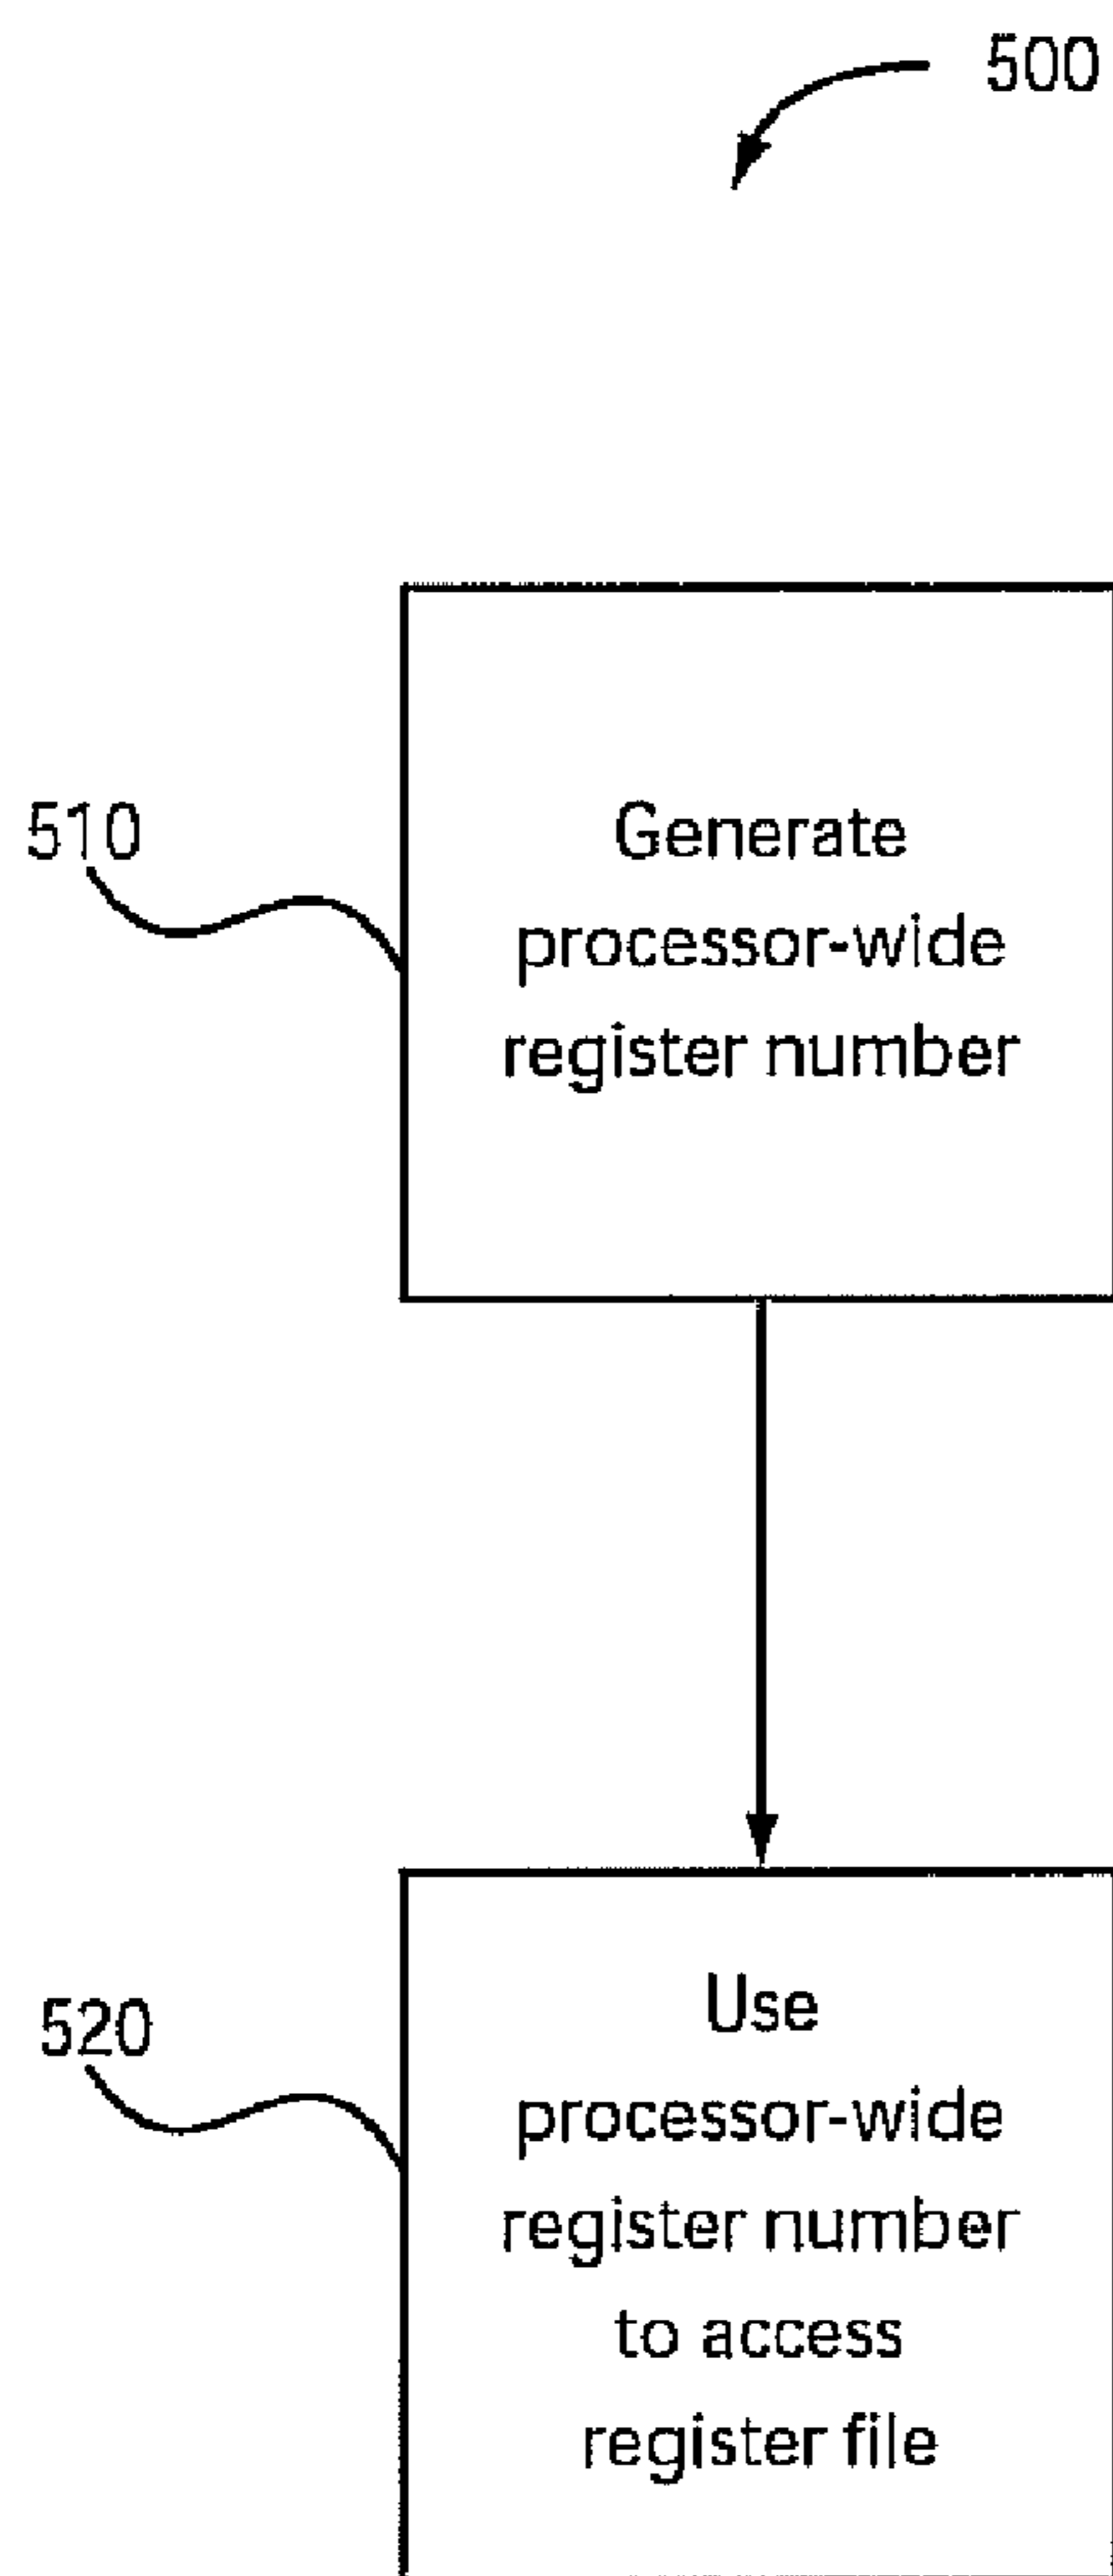 500
510
Generate
processor-wide
register number
520
Use
processor-wide
register number
to access
register file